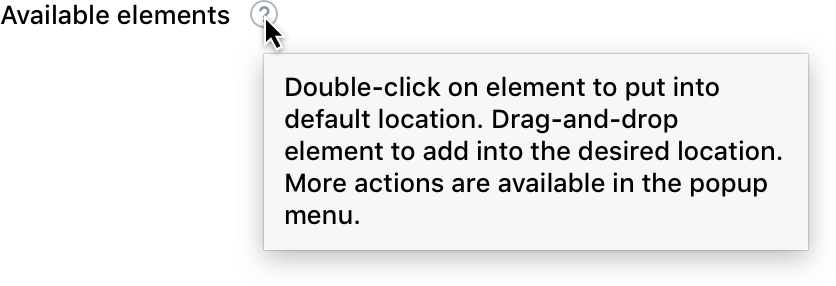 Available elements ?
Double-click on element to put into
default location. Drag-and-drop
element to add into the desired location.
More actions are available in the popup
menu.